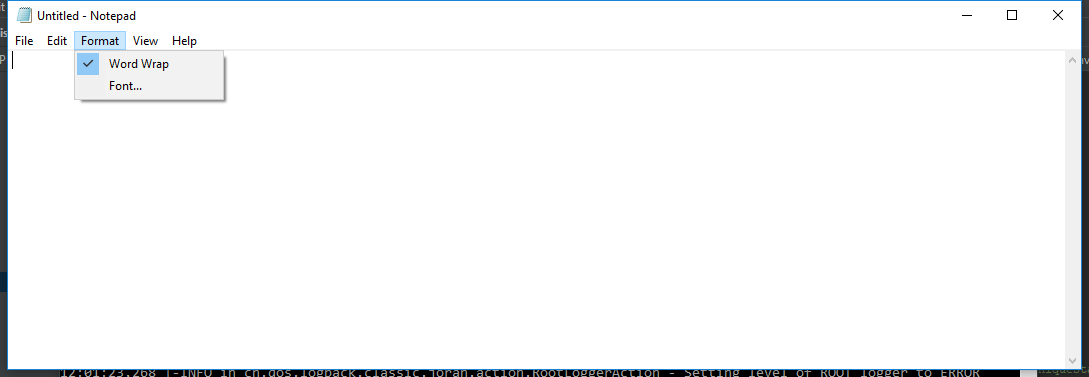 Untitled - Notepad
File Edit Format View Help
Word Wrap
Font...
12:01:23.268 |-INFO in ch.qos.logback.classic.joran.action.RootLoggerAction - Setting level of ROOT logger to ERROR